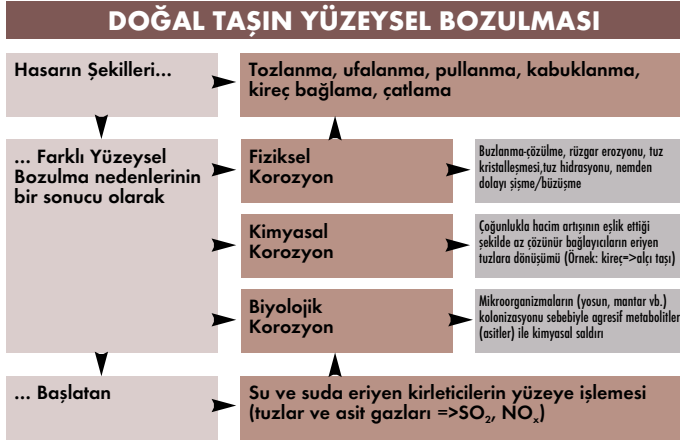 DOĞAL TAŞIN YÜZEYSEL BOZULMASI
Hasarın Şekilleri...
Tozlanma, ufalanma, pullanma, kabuklanma,
kireç bağlama, çatlama
... Farklı Yüzeysel
Bozulma nedenlerinin
bir sonucu olarak
Fiziksel
Korozyon
Buzlanma-çözülme, rüzgar erozyonu, tuz
kristalleşmesi,tuz hidrasyonu, nemden
dolayı şişme/büzüşme
Kimyasal
Korozyon
Çoğunlukla hacim artışının eşlik ettiği
şekilde az çözünür bağlayıcıların eriyen
tuzlara dönüşümü (Örnek: kireç=>alçı taşı)
Biyolojik
Korozyon
Mikroorganizmaların (yosun, mantar vb.)
kolonizasyonu sebebiyle agresif metabolitler
(asitler) ile kimyasal saldırı
... Başlatan
Su ve suda eriyen kirleticilerin yüzeye işlemesi
(tuzlar ve asit gazları =>SO₂, NOₓ)